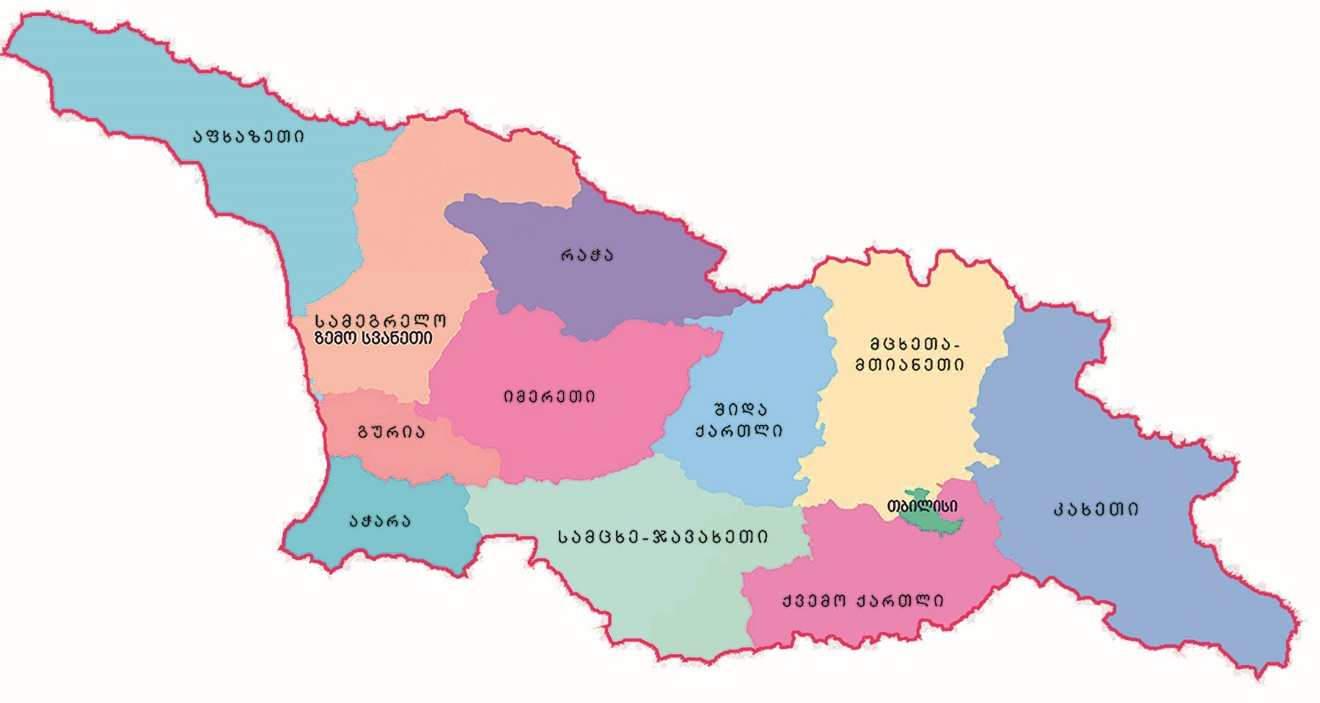 აფხაზეთი
რაჭა
სამეგრელო
ზემო სვანეთი
მცხეთა-
მთიანეთი
იმერეთი
შიდა
ქართლი
გურია
თბილისი
კახეთი
აჭარა
სამცხე-ჯავახეთი
ქვემო ქართლი